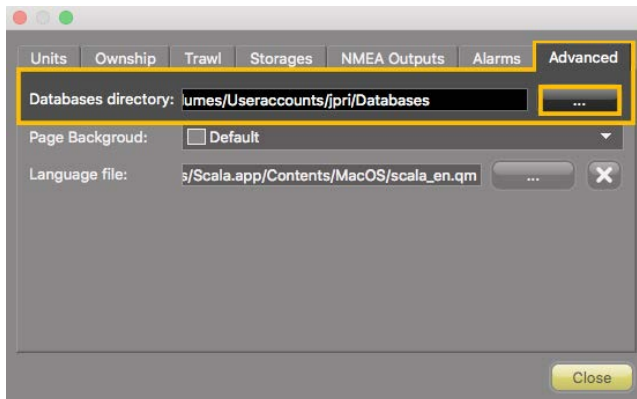 Units Ownship Trawl Storages NMEA Outputs Alarms Advanced
Databases directory: lumes/Useraccounts/jpri/Databases ...
Page Backgroud: Default
Language file: s/Scala.app/Contents/MacOS/scala_en.qm ...
Close